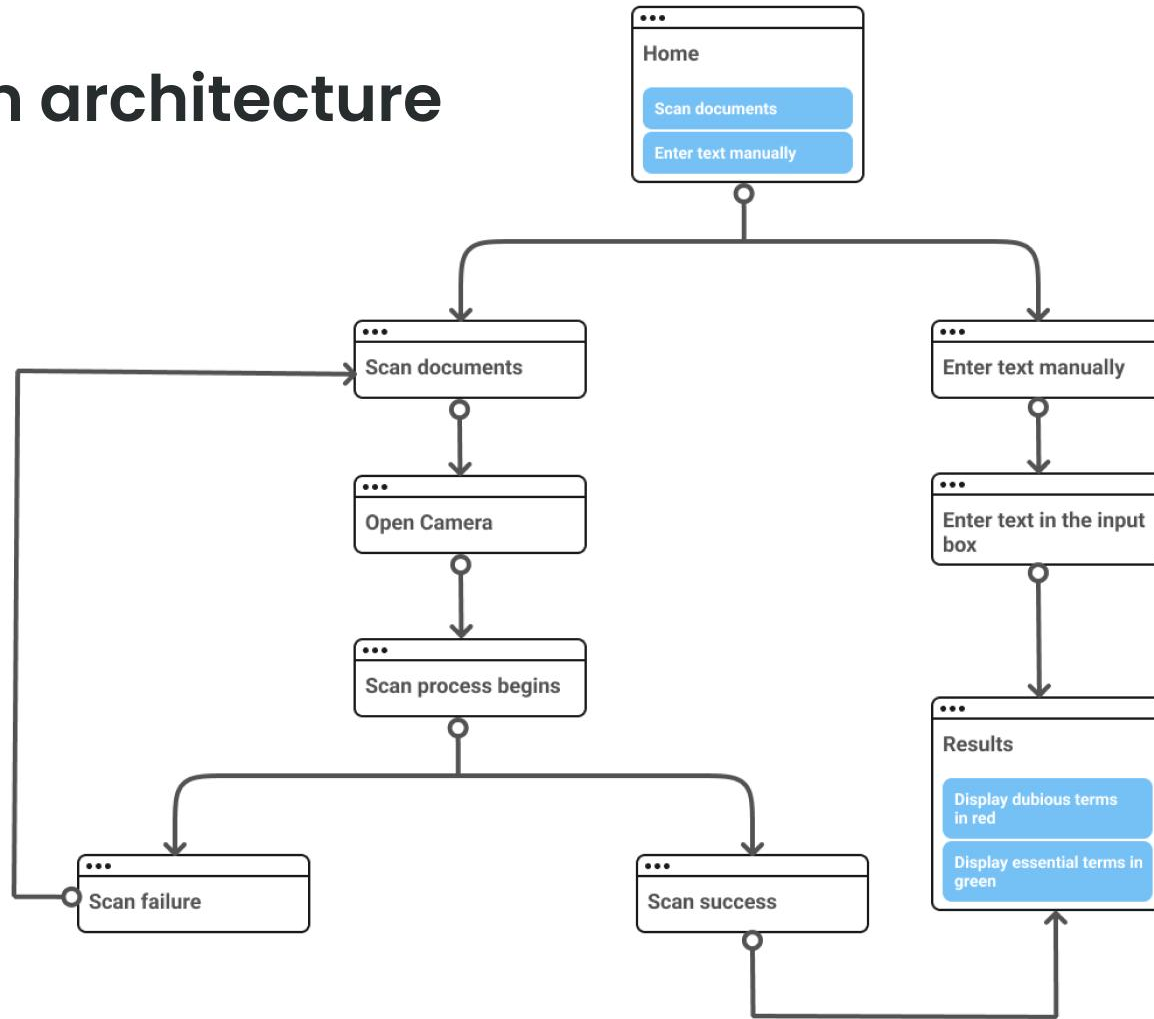 n architecture
Home
Scan documents
Enter text manually
Scan documents
Enter text manually
Open Camera
Enter text in the input
box
Scan process begins
Results
Display dubious terms
in red
Display essential terms in
green
Scan failure
Scan success